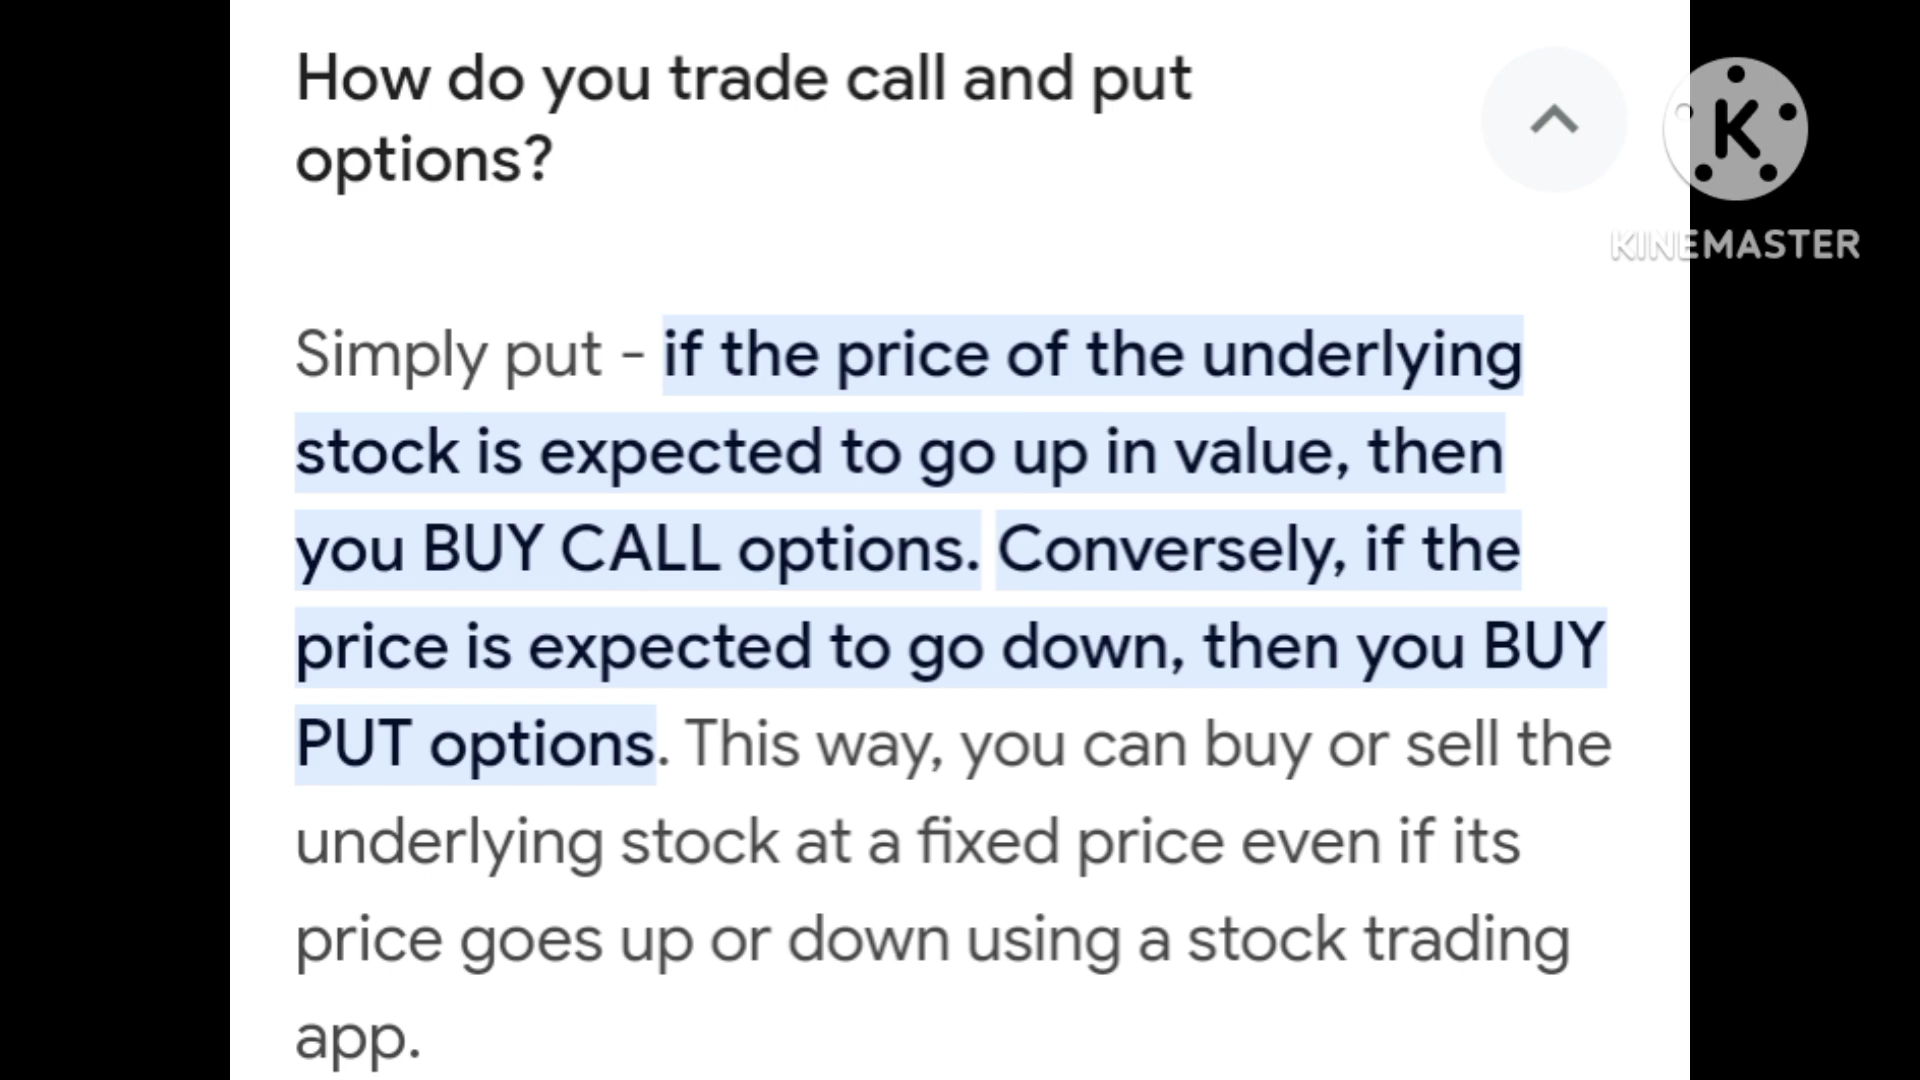 How do you trade call and put
options?
K
KINEMASTER
Simply put - if the price of the underlying
stock is expected to go up in value, then
you BUY CALL options. Conversely, if the
price is expected to go down, then you BUY
PUT options. This way, you can buy or sell the
underlying stock at a fixed price even if its
price goes up or down using a stock trading
app.